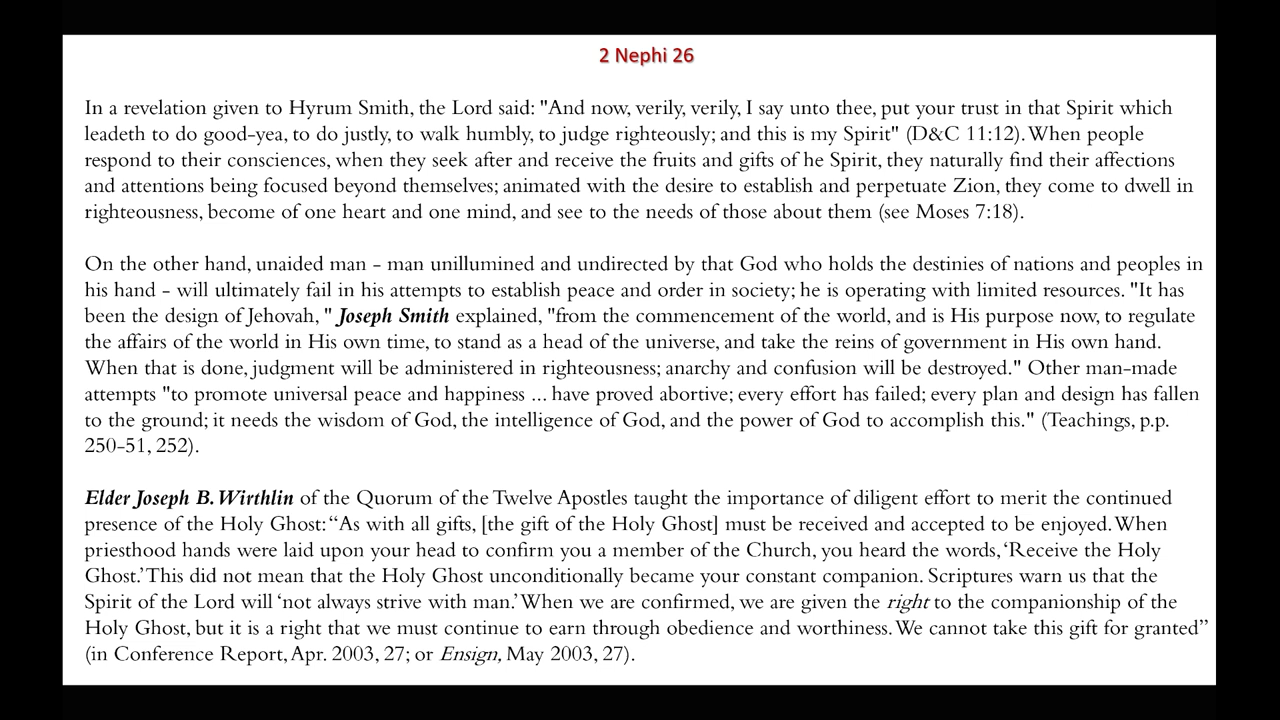 2 Nephi 26
In a revelation given to Hyrum Smith, the Lord said: "And now, verily, verily, I say unto thee, put your trust in that Spirit which
leadeth to do good-yea, to do justly, to walk humbly, to judge righteously; and this is my Spirit" (D&C 11:12). When people
respond to their consciences, when they seek after and receive the fruits and gifts of he Spirit, they naturally find their affections
and attentions being focused beyond themselves; animated with the desire to establish and perpetuate Zion, they come to dwell in
righteousness, become of one heart and one mind, and see to the needs of those about them (see Moses 7:18).
On the other hand, unaided man - man unillumined and undirected by that God who holds the destinies of nations and peoples in
his hand - will ultimately fail in his attempts to establish peace and order in society; he is operating with limited resources. "It has
been the design of Jehovah, " Joseph Smith explained, "from the commencement of the world, and is His purpose now, to regulate
the affairs of the world in His own time, to stand as a head of the universe, and take the reins of government in His own hand.
When that is done, judgment will be administered in righteousness; anarchy and confusion will be destroyed." Other man-made
attempts "to promote universal peace and happiness ... have proved abortive; every effort has failed; every plan and design has fallen
to the ground; it needs the wisdom of God, the intelligence of God, and the power of God to accomplish this." (Teachings, p.p.
250-51, 252).
Elder Joseph B. Wirthlin of the Quorum of the Twelve Apostles taught the importance of diligent effort to merit the continued
presence of the Holy Ghost: “As with all gifts, [the gift of the Holy Ghost] must be received and accepted to be enjoyed. When
priesthood hands were laid upon your head to confirm you a member of the Church, you heard the words, ‘Receive the Holy
Ghost.’ This did not mean that the Holy Ghost unconditionally became your constant companion. Scriptures warn us that the
Spirit of the Lord will ‘not always strive with man.’ When we are confirmed, we are given the right to the companionship of the
Holy Ghost, but it is a right that we must continue to earn through obedience and worthiness. We cannot take this gift for granted”
(in Conference Report, Apr. 2003, 27; or Ensign, May 2003, 27).